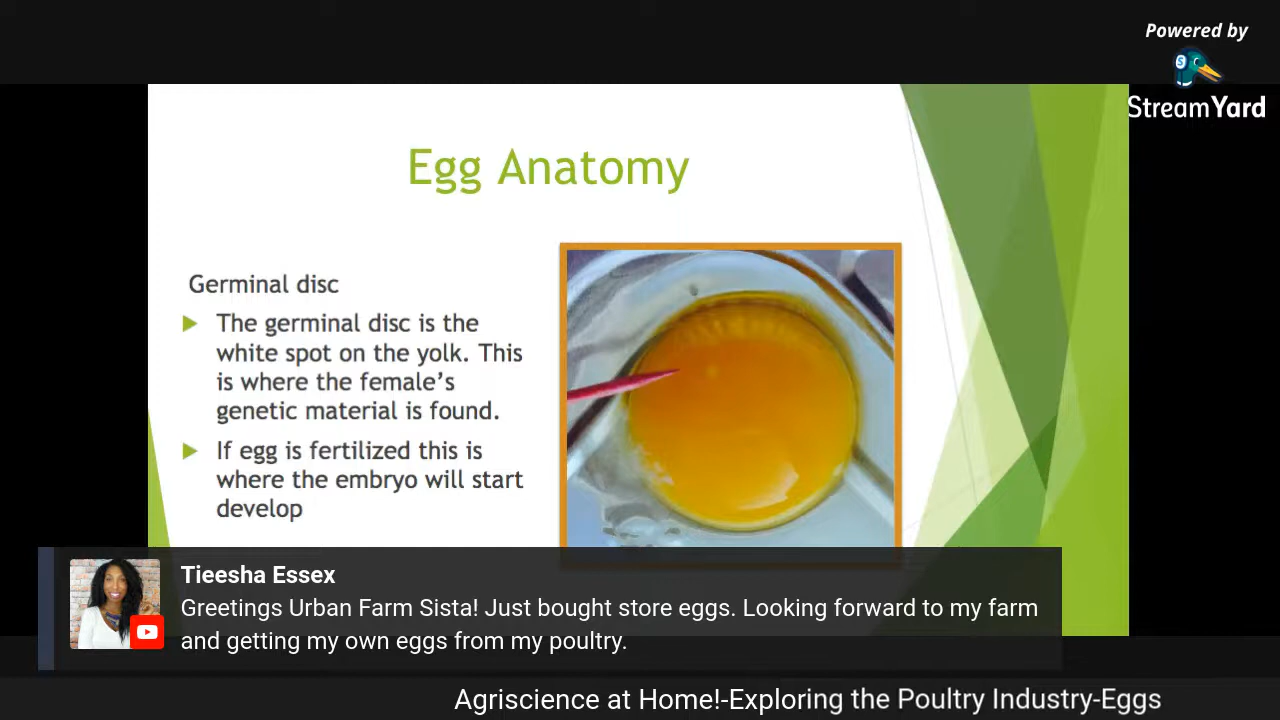 Powered by
StreamYard
Egg Anatomy
Germinal disc
The germinal disc is the
white spot on the yolk. This
is where the female’s
genetic material is found.
If egg is fertilized this is
where the embryo will start
develop
Tieesha Essex
Greetings Urban Farm Sista! Just bought store eggs. Looking forward to my farm
and getting my own eggs from my poultry.
Agriscience at Home!-Exploring the Poultry Industry-Eggs